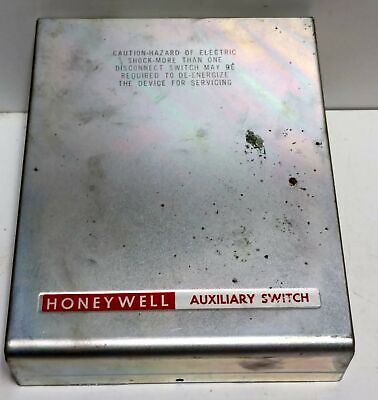 CAUTION-HAZARD OF ELECTRIC
SHOCK-MORE THAN ONE
DISCONNECT SWITCH MAY BE
REQUIRED TO DE-ENERGIZE
THE DEVICE FOR SERVICING
HONEYWELL AUXILIARY SWITCH